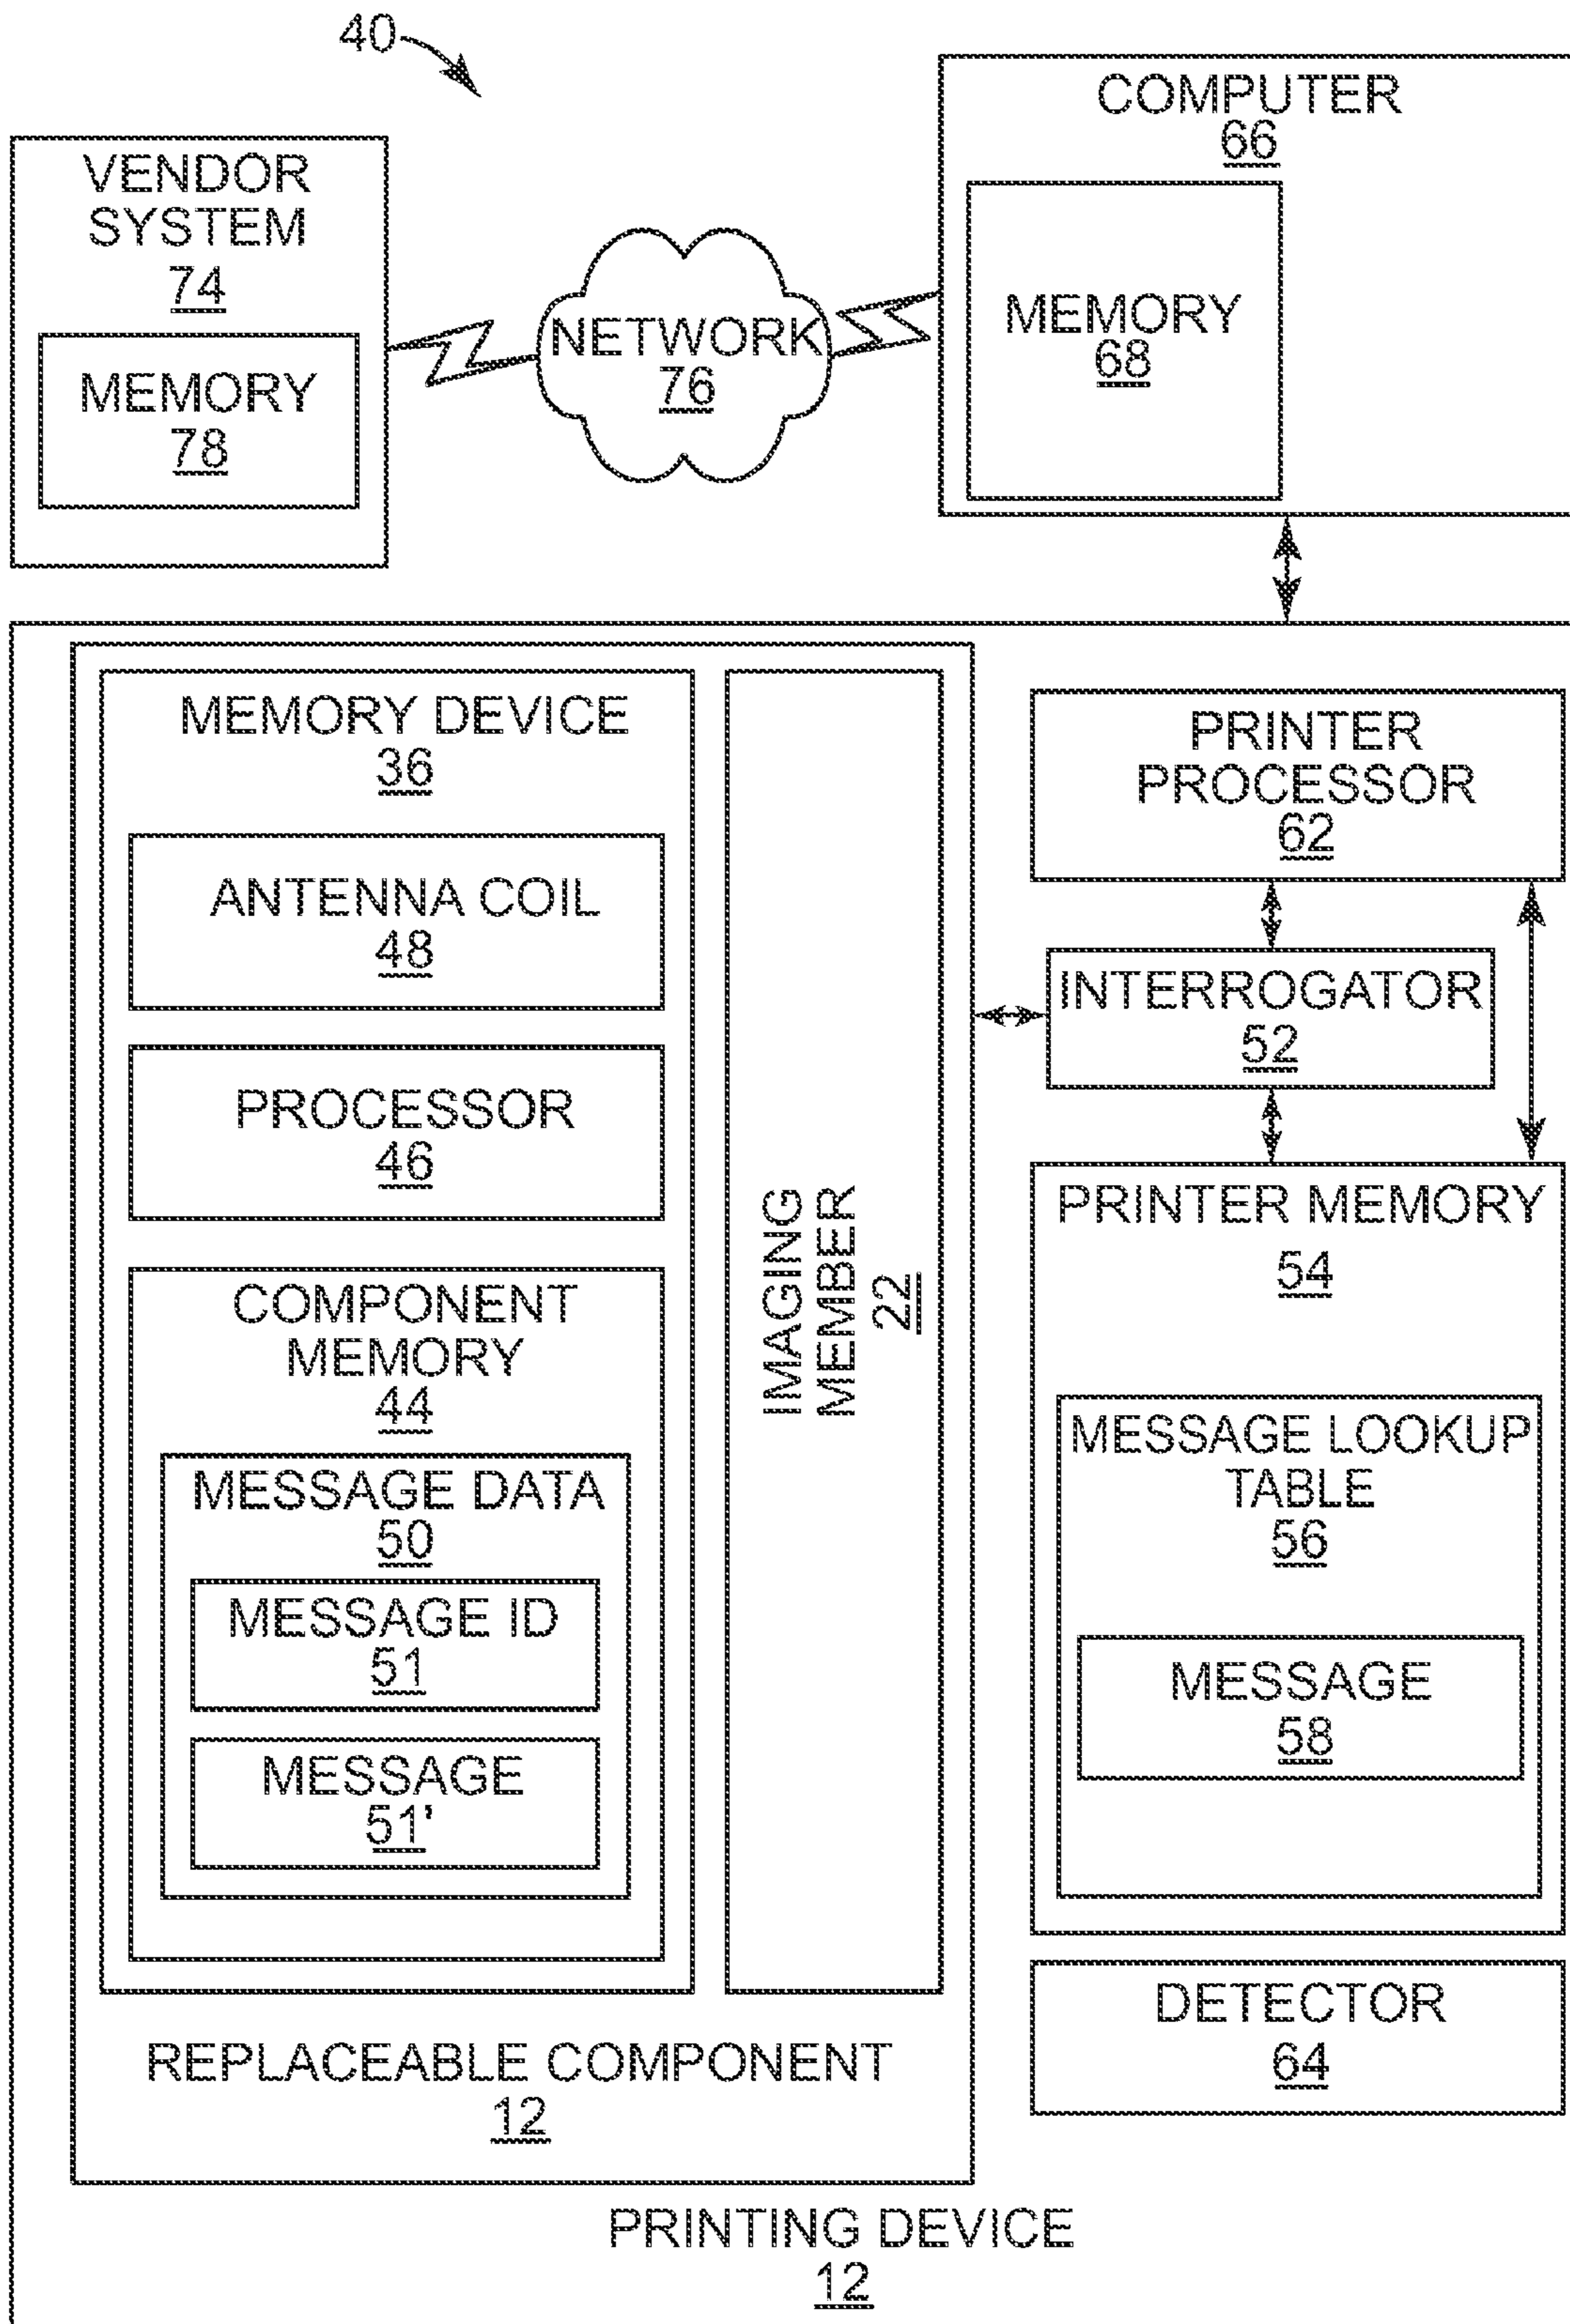 40
COMPUTER
66
MEMORY
68
VENDOR
SYSTEM
74
MEMORY
78
NETWORK
76
MEMORY DEVICE
36
ANTENNA COIL
48
PROCESSOR
46
COMPONENT
MEMORY
44
MESSAGE DATA
50
MESSAGE ID
51
MESSAGE
51'
IMAGING
MEMBER
22
REPLACEABLE COMPONENT
12
PRINTER
PROCESSOR
62
INTERROGATOR
52
PRINTER MEMORY
54
MESSAGE LOOKUP
TABLE
56
MESSAGE
58
DETECTOR
64
PRINTING DEVICE
12